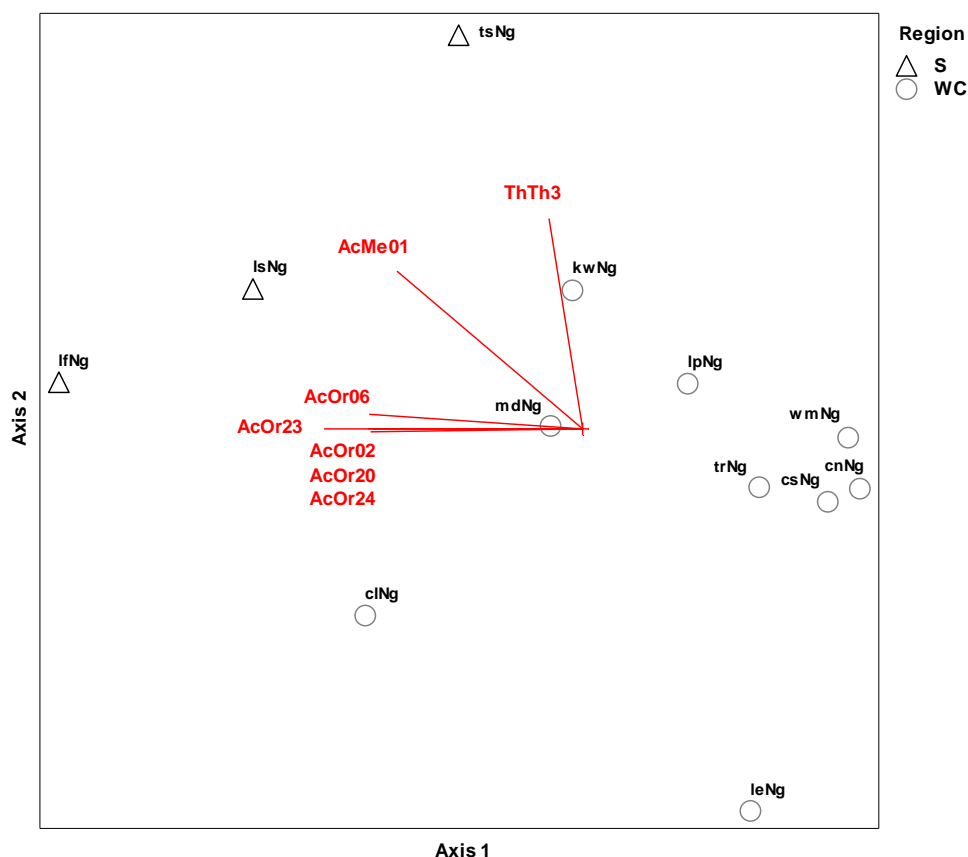 tsNg
Region
S
WC
ThTh3
AcMe01
lsNg
kwNg
lfNg
lpNg
AcOr06
mdNg
wmNg
AcOr23
AcOr02
trNg
csNg
cnNg
AcOr20
AcOr24
clNg
leNg
Axis 2
Axis 1